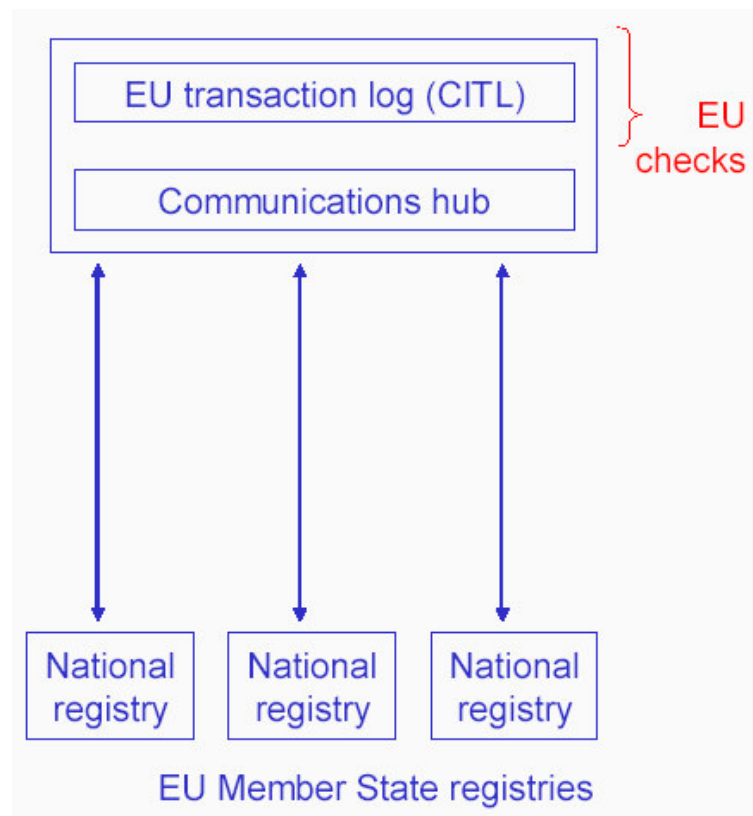 EU transaction log (CITL)
EU
checks
Communications hub
National
registry
National
registry
National
registry
EU Member State registries